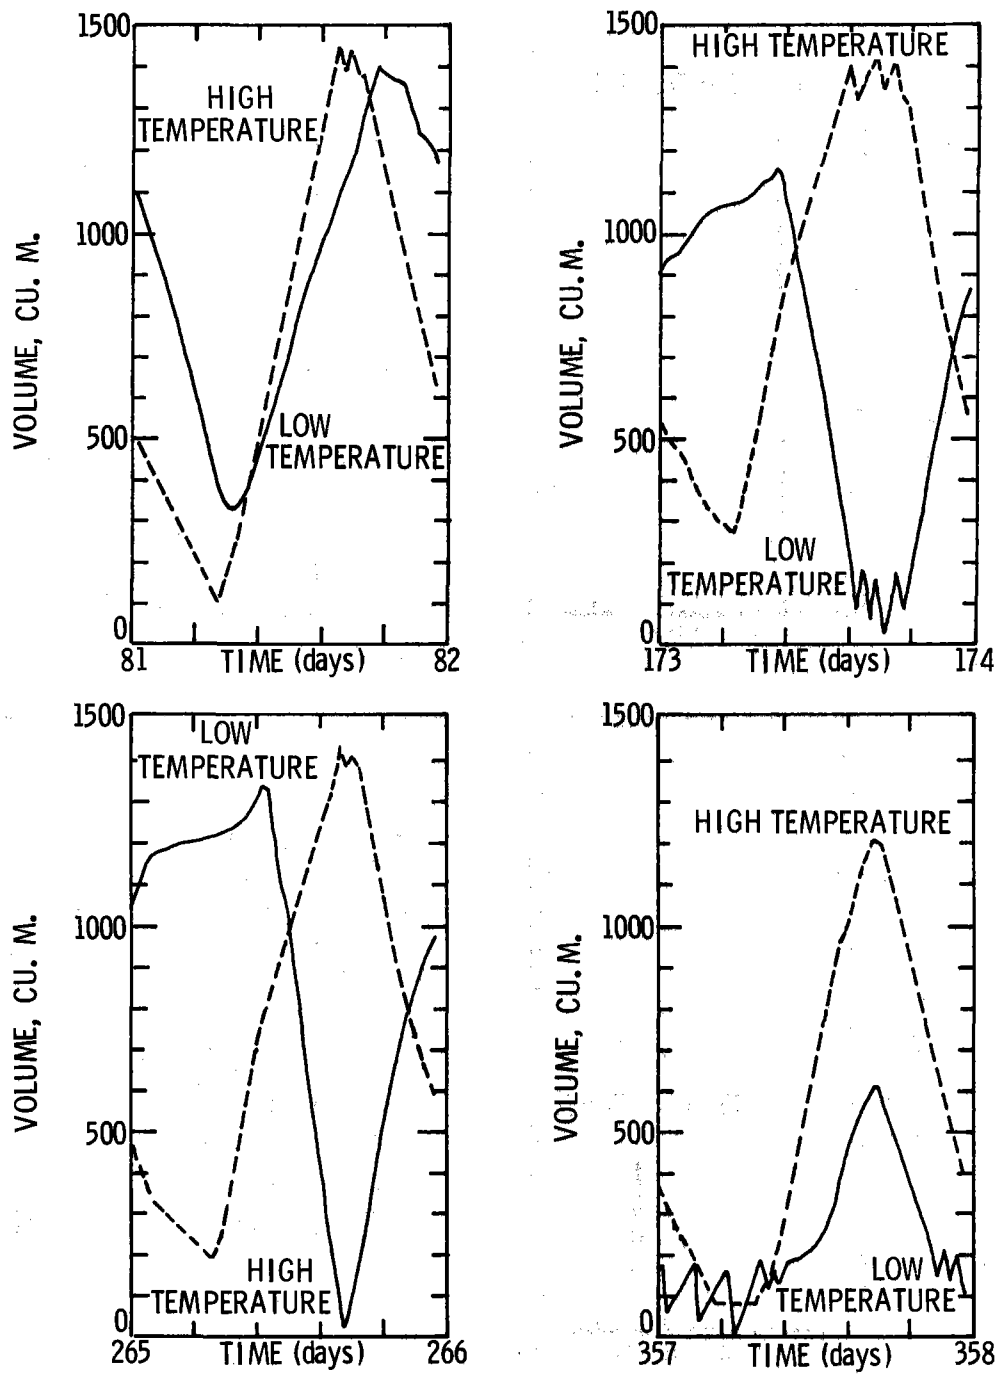 1500
HIGH
TEMPERATURE
1000
VOLUME, CU. M.
500
LOW
TEMPERATURE
0
81
TIME (days)
82
1500
HIGH TEMPERATURE
1000
VOLUME, CU. M.
500
LOW
TEMPERATURE
0
173
TIME (days)
174
1500
LOW
TEMPERATURE
1000
VOLUME, CU. M.
500
HIGH
TEMPERATURE
0
265
TIME (days)
266
1500
HIGH TEMPERATURE
1000
VOLUME, CU. M.
500
LOW
TEMPERATURE
0
357
TIME (days)
358